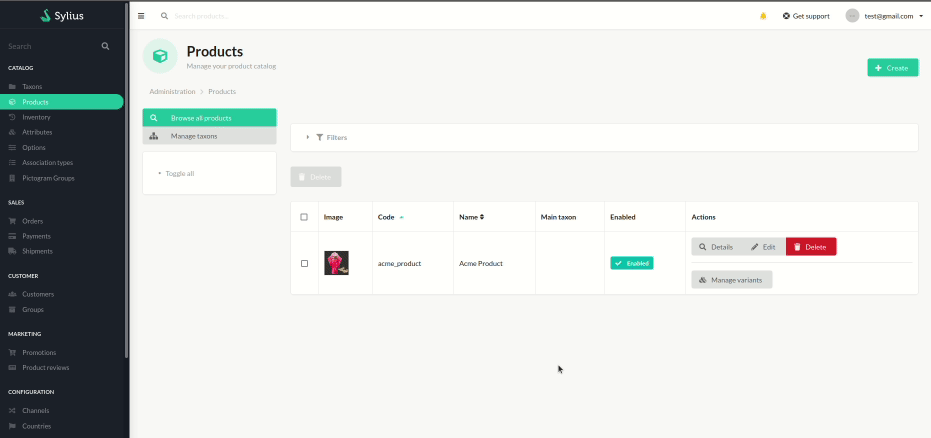 Sylius
Search products...
Get support
test@gmail.com
Search
CATALOG
Taxons
Products
Inventory
Attributes
Options
Association types
Pictogram Groups
SALES
Orders
Payments
Shipments
CUSTOMER
Customers
Groups
MARKETING
Promotions
Product reviews
CONFIGURATION
Channels
Countries
Products
Manage your product catalog
Create
Administration > Products
Browse all products
Manage taxons
Toggle all
Filters
Delete
Image Code Name Main taxon Enabled Actions
acme_product Acme Product Enabled Details Edit Delete
Manage variants